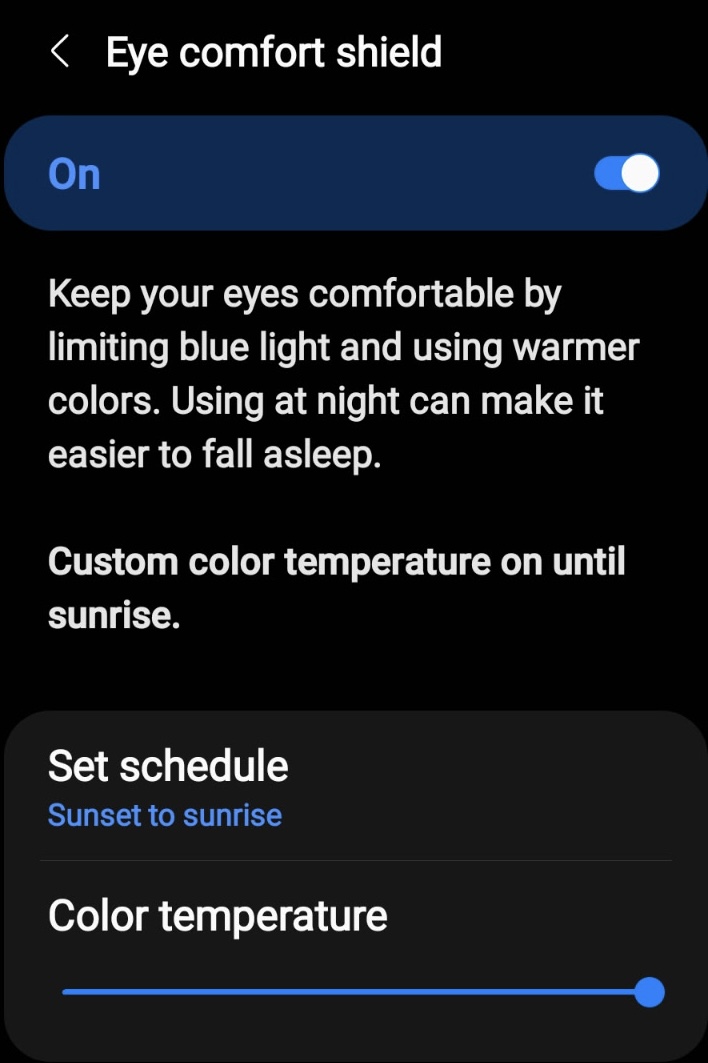 Eye comfort shield
On
Keep your eyes comfortable by
limiting blue light and using warmer
colors. Using at night can make it
easier to fall asleep.
Custom color temperature on until
sunrise.
Set schedule
Sunset to sunrise
Color temperature